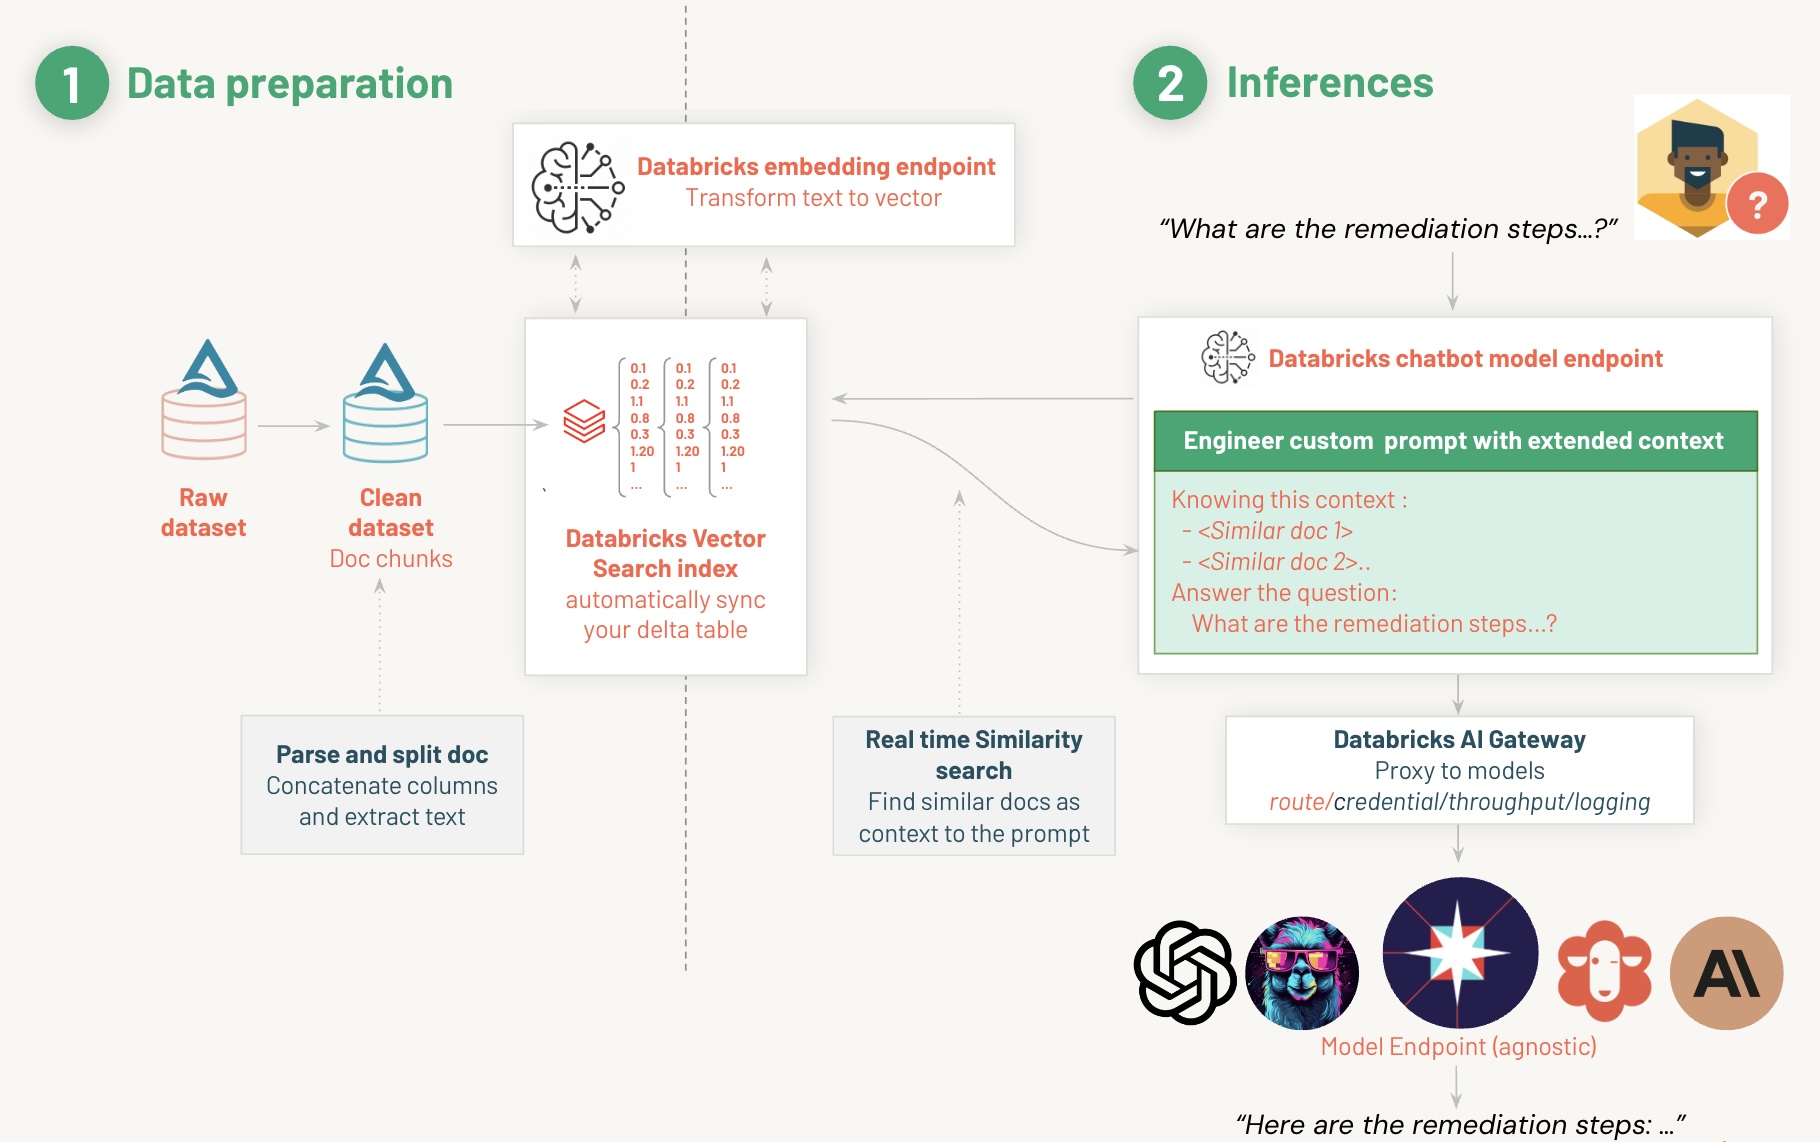 1 Data preparation
Databricks embedding endpoint
Transform text to vector
Raw
dataset
Clean
dataset
Doc chunks
0.1 0.1 0.1
0.2 0.2 0.2
1.1 1.1 1.1
0.8 0.8 0.8
0.3 0.3 0.3
1.20 1.20 1.20
1 1 1
... ... ...
Databricks Vector
Search index
automatically sync
your delta table
Parse and split doc
Concatenate columns
and extract text
Real time Similarity
search
Find similar docs as
context to the prompt
2 Inferences
?
“What are the remediation steps...?”
Databricks chatbot model endpoint
Engineer custom prompt with extended context
Knowing this context :
- <Similar doc 1>
- <Similar doc 2>..
Answer the question:
What are the remediation steps...?
Databricks AI Gateway
Proxy to models
route/credential/throughput/logging
A\
Model Endpoint (agnostic)
“Here are the remediation steps: ...”